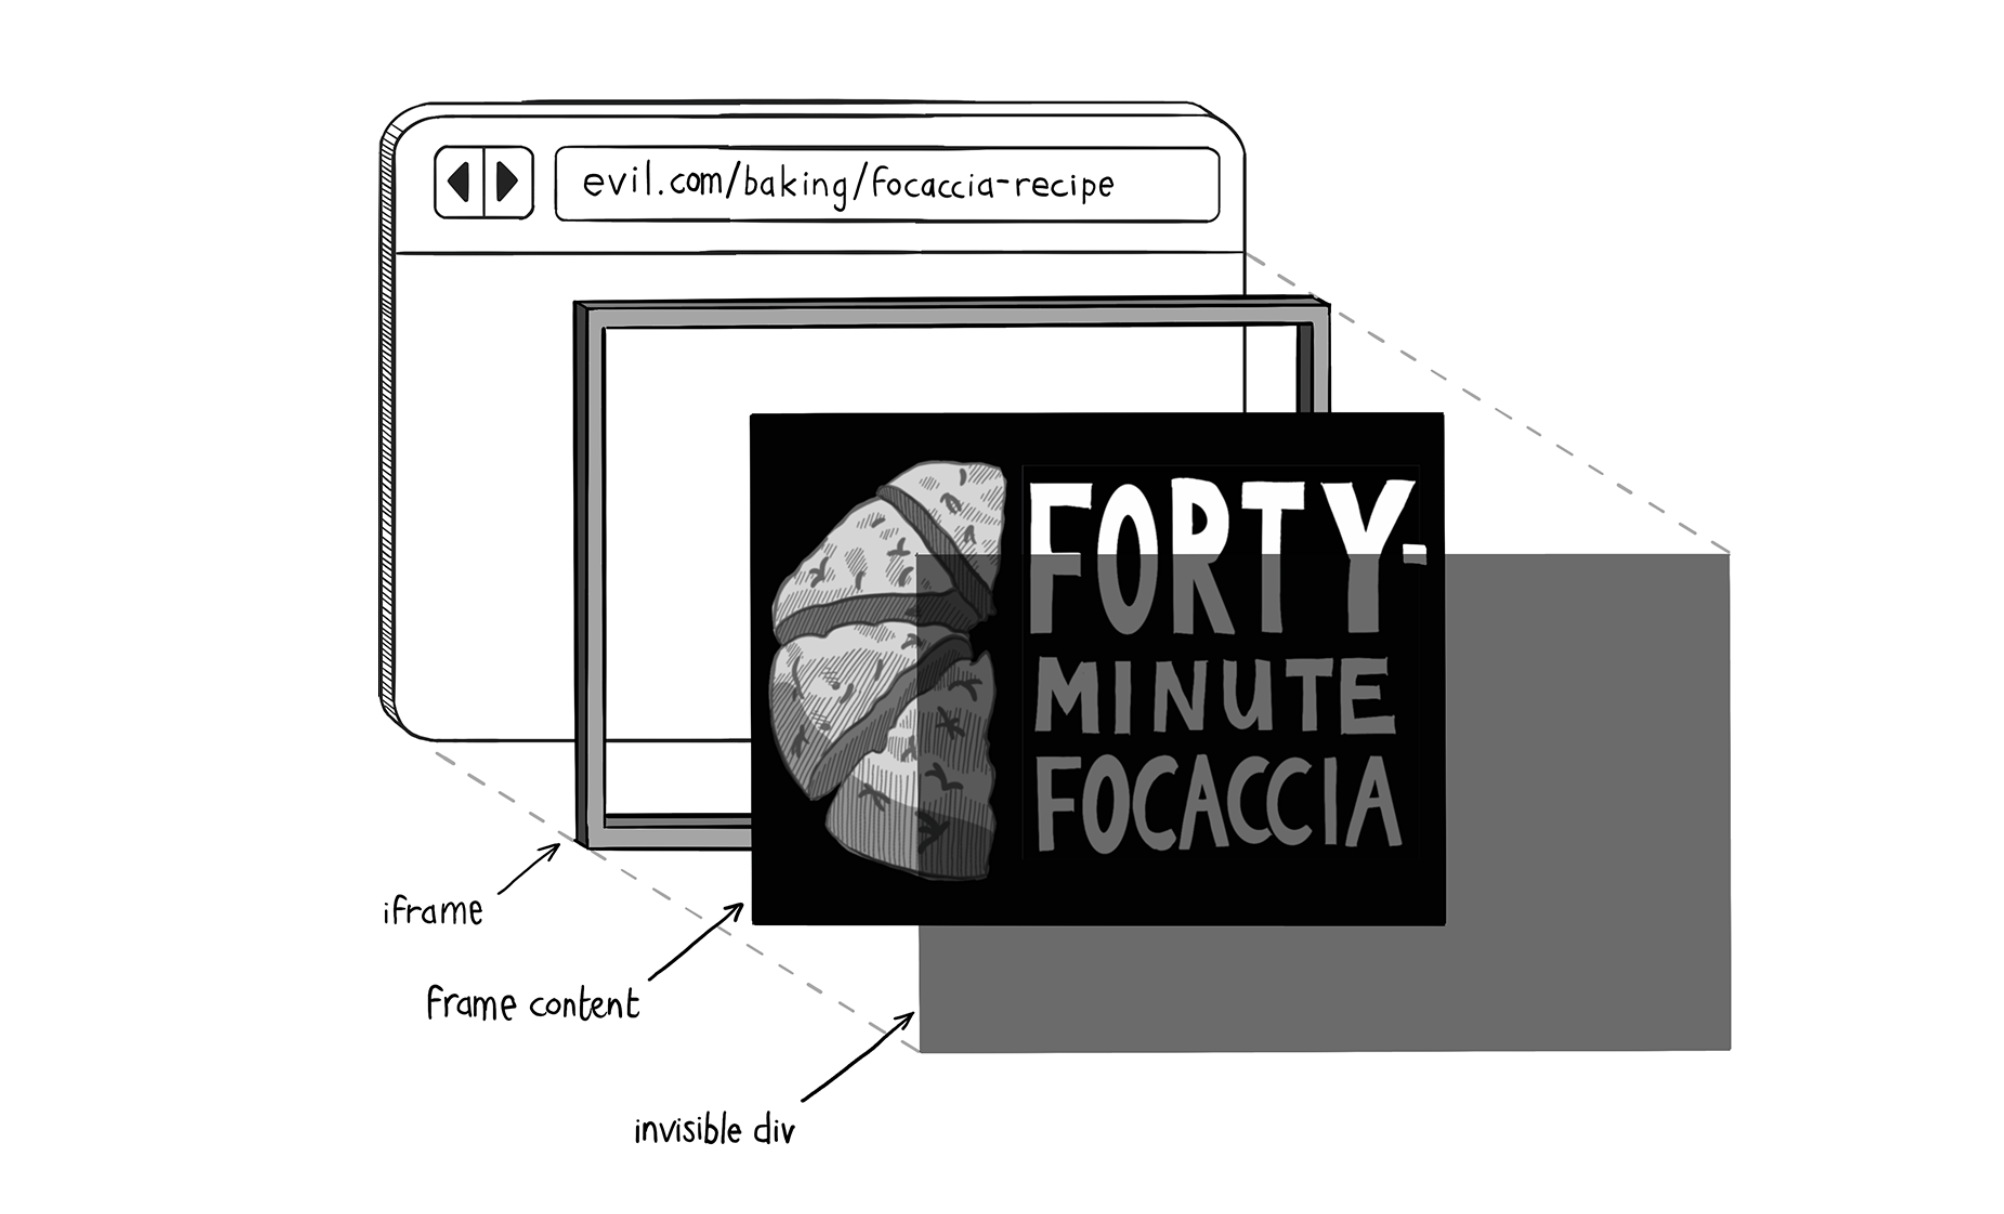 evil.com/baking/focaccia-recipe
FORTY-
MINUTE
FOCACCIA
iframe
frame content
invisible div